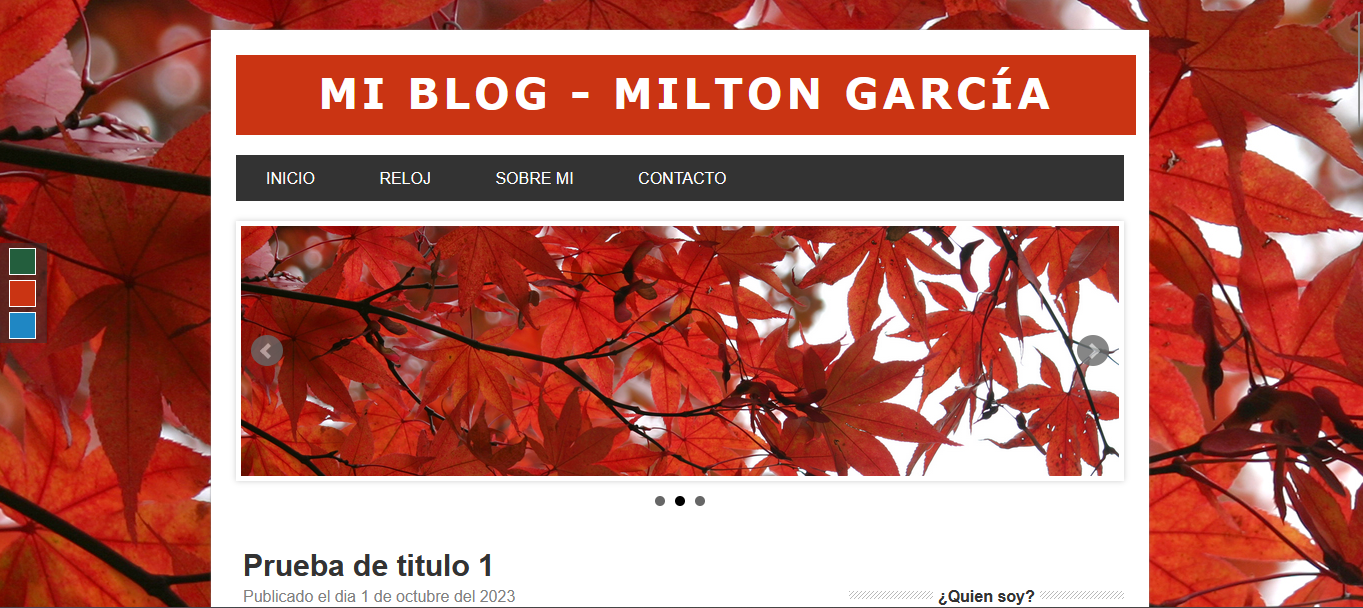 MI BLOG - MILTON GARCÍA
INICIO RELOJ SOBRE MI CONTACTO
Prueba de titulo 1
Publicado el dia 1 de octubre del 2023
¿Quien soy?